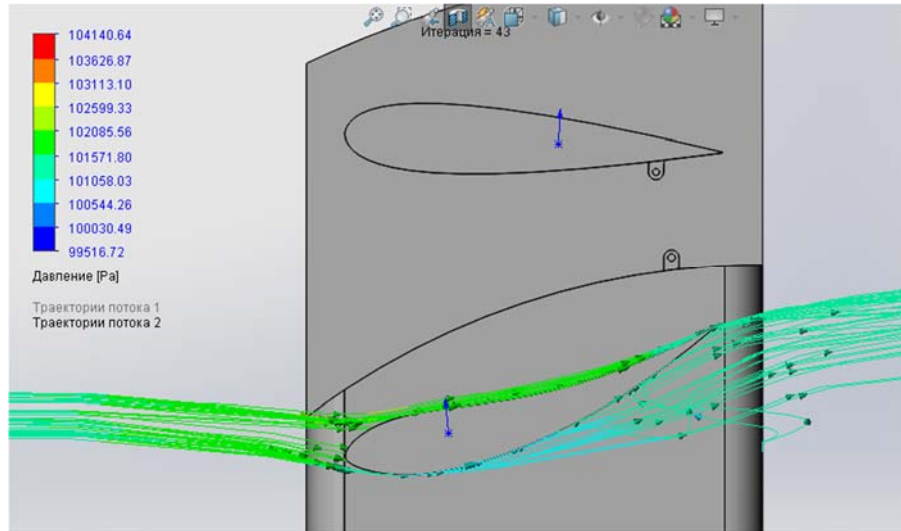 Итерация = 43
104140.64
103626.87
103113.10
102599.33
102085.56
101571.80
101058.03
100544.26
100030.49
99516.72
Давление [Pa]
Траектории потока 1
Траектории потока 2